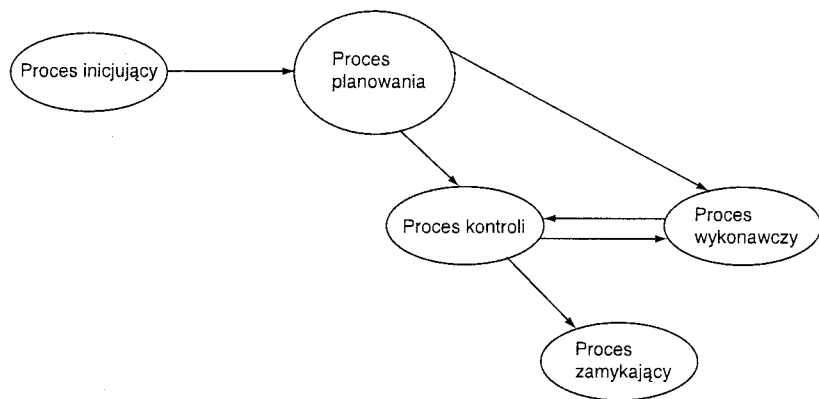 Proces inicjujący
Proces
planowania
Proces kontroli
Proces
wykonawczy
Proces
zamykający